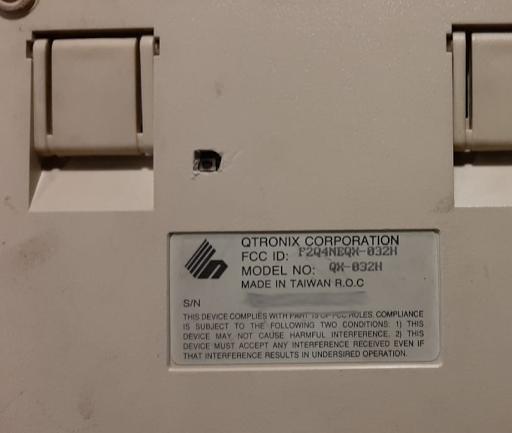 QTRONIX CORPORATION
FCC ID: F2Q4NEQX-032H
MODEL NO: QX-032H
MADE IN TAIWAN R.O.C
S/N
THIS DEVICE COMPLIES WITH PART 15 OF FCC RULES. COMPLIANCE
IS SUBJECT TO THE FOLLOWING TWO CONDITIONS: 1) THIS
DEVICE MAY NOT CAUSE HARMFUL INTERFERENCE. 2) THIS
DEVICE MUST ACCEPT ANY INTERFERENCE RECEIVED EVEN IF
THAT INTERFERENCE RESULTS IN UNDERSIRED OPERATION.